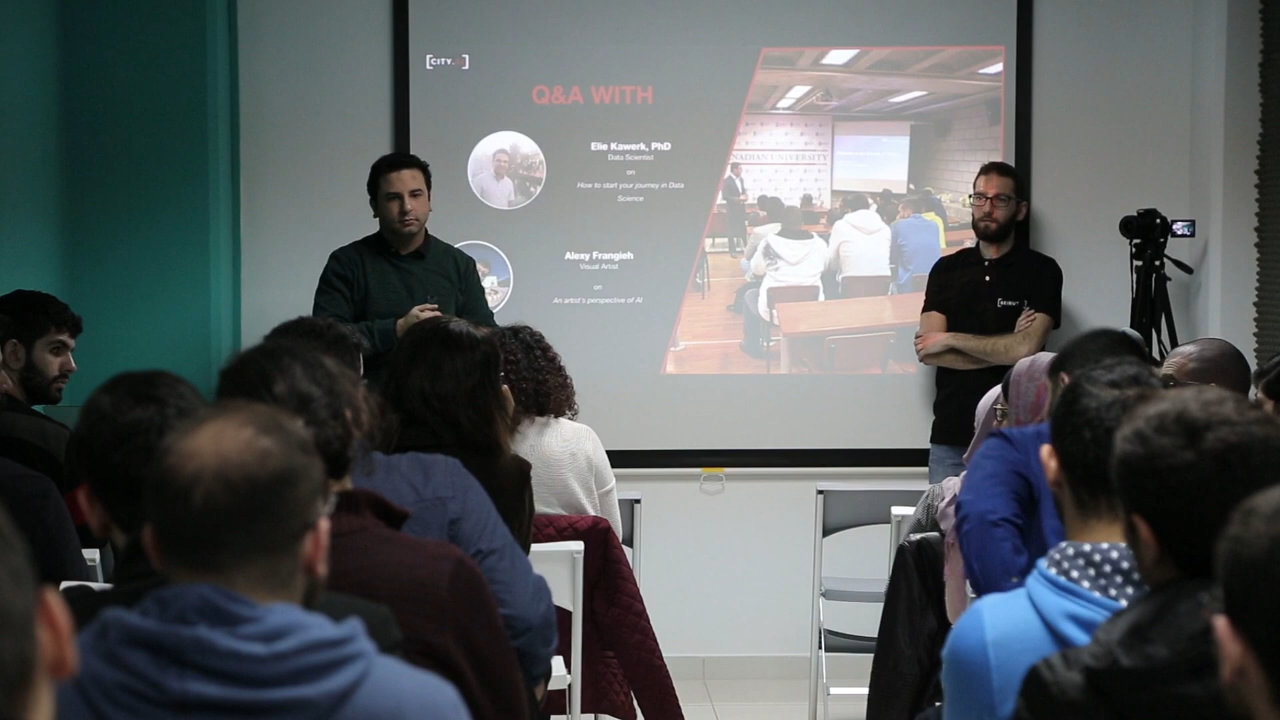 [CITY.AI]
Q&A WITH
Elie Kawerk, PhD
Data Scientist
on
How to start your journey in Data
Science
Alexy Frangieh
Visual Artist
on
An artist's perspective of AI
NADIAN UNIVERSITY